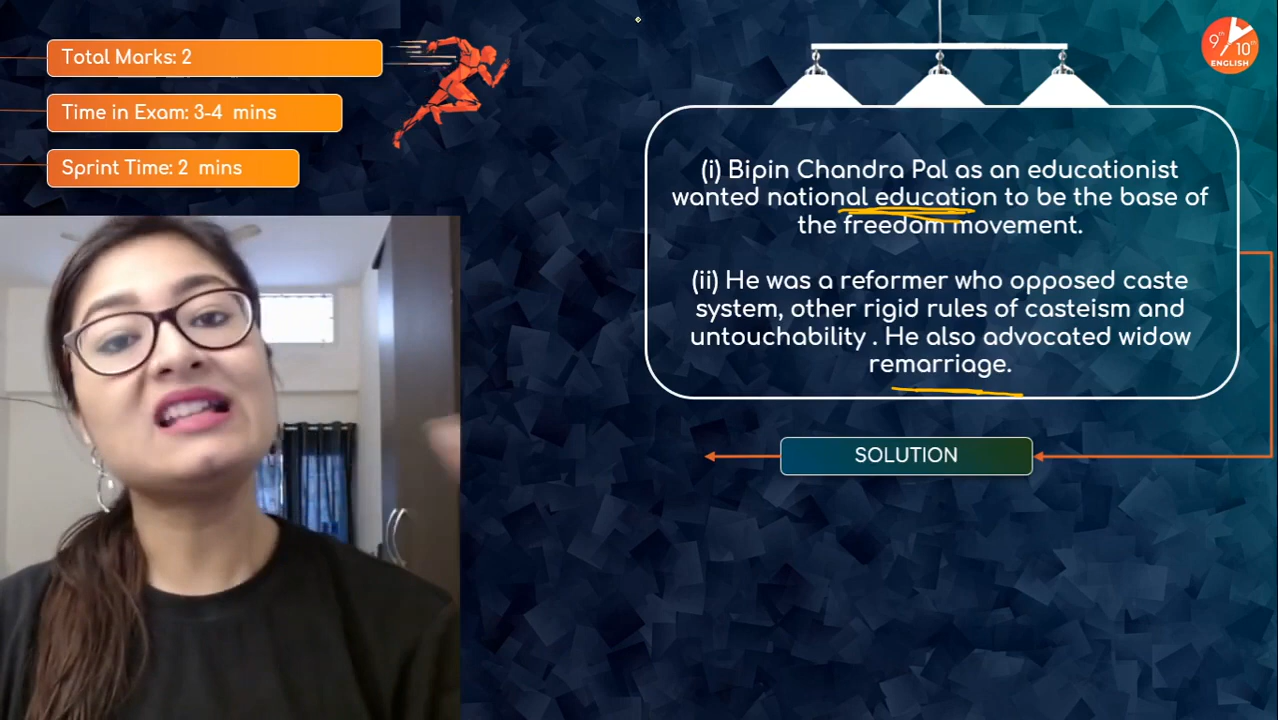 Total Marks: 2
Time in Exam: 3-4 mins
Sprint Time: 2 mins
9th 10th
ENGLISH
(i) Bipin Chandra Pal as an educationist
wanted national education to be the base of
the freedom movement.
(ii) He was a reformer who opposed caste
system, other rigid rules of casteism and
untouchability . He also advocated widow
remarriage.
SOLUTION